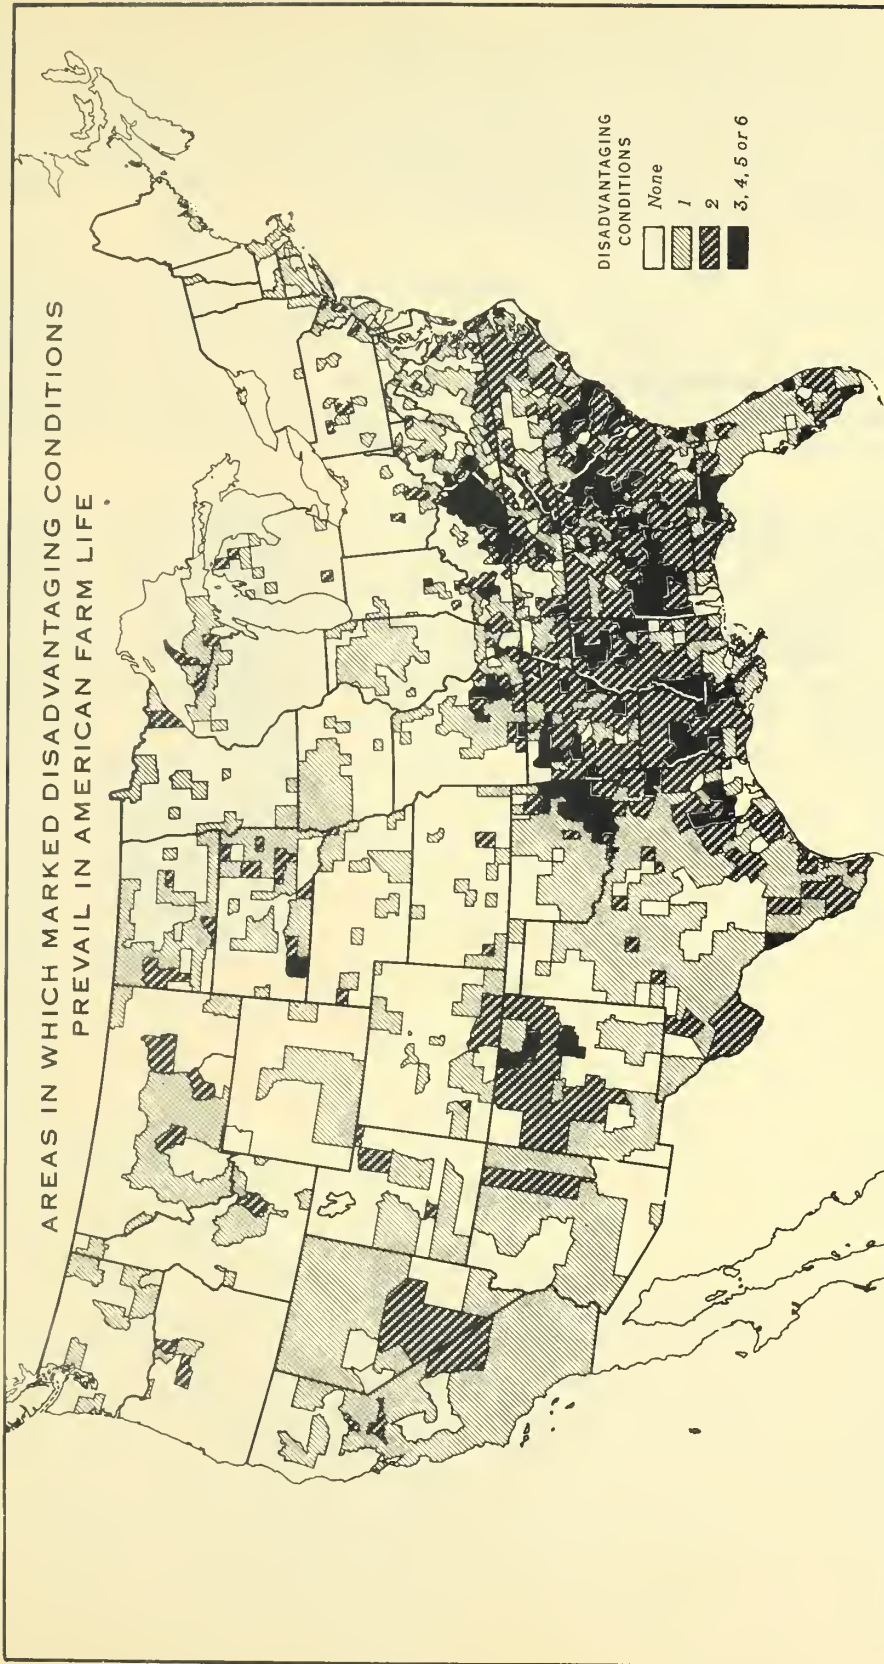 AREAS IN WHICH MARKED DISADVANTAGING CONDITIONS
PREVAIL IN AMERICAN FARM LIFE
DISADVANTAGING
CONDITIONS
None
1
2
3, 4, 5 or 6